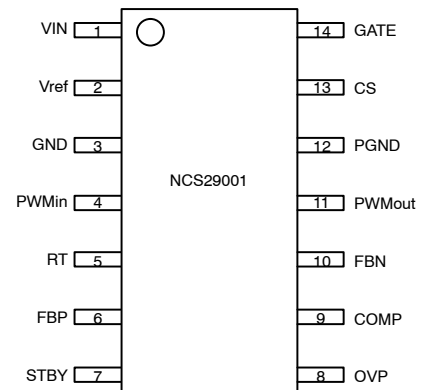 VIN 1 14 GATE
Vref 2 13 CS
GND 3 12 PGND
NCS29001
PWMin 4 11 PWMout
RT 5 10 FBN
FBP 6 9 COMP
STBY 7 8 OVP